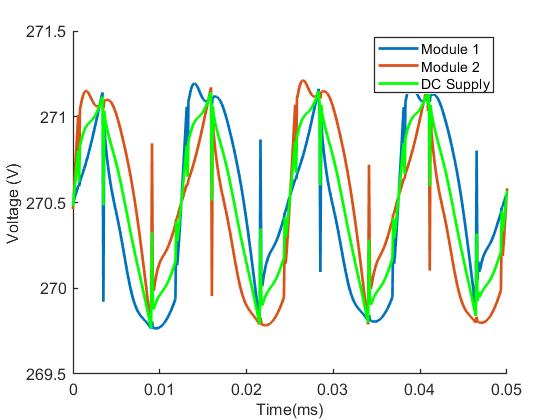 271.5
271
270.5
270
269.5
Voltage (V)
Module 1
Module 2
DC Supply
0 0.01 0.02 0.03 0.04 0.05
Time(ms)